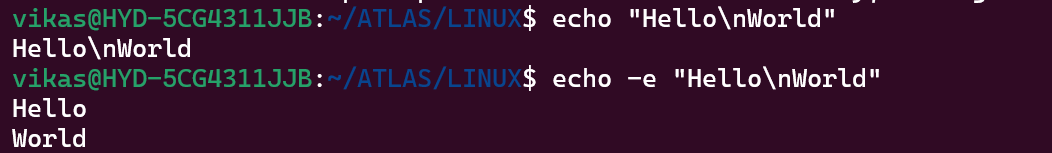 vikas@HYD-5CG4311JJB:~/ATLAS/LINUX$ echo "Hello\nWorld"
Hello\nWorld
vikas@HYD-5CG4311JJB:~/ATLAS/LINUX$ echo -e "Hello\nWorld"
Hello
World